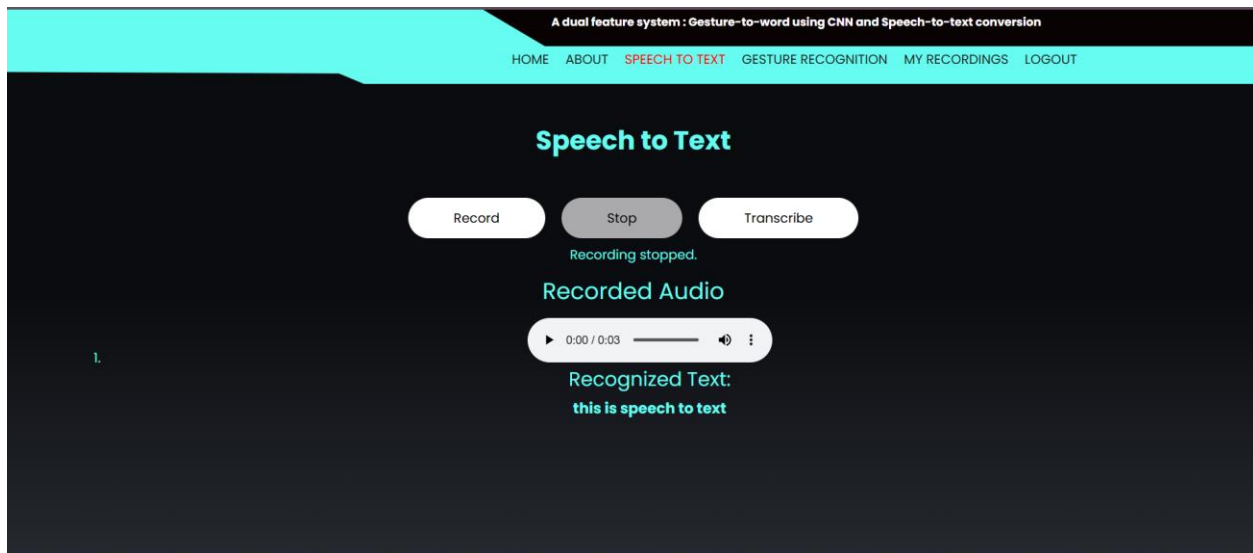 A dual feature system : Gesture-to-word using CNN and Speech-to-text conversion
HOME ABOUT SPEECH TO TEXT GESTURE RECOGNITION MY RECORDINGS LOGOUT
Speech to Text
Record Stop Transcribe
Recording stopped.
Recorded Audio
0:00 / 0:03
1.
Recognized Text:
this is speech to text